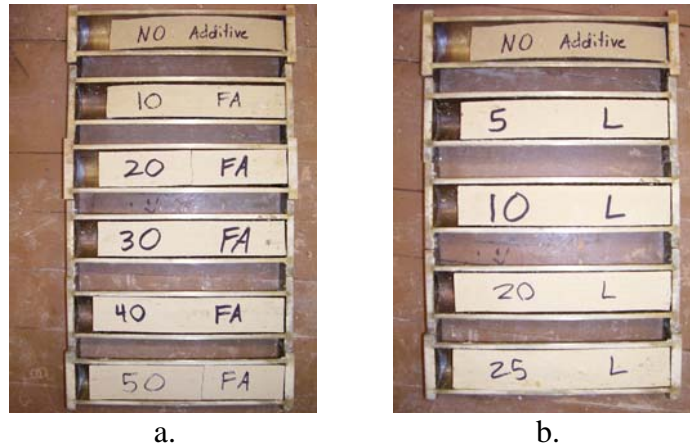 NO Additive
10 FA
20 FA
30 FA
40 FA
50 FA
a.
NO Additive
5 L
10 L
20 L
25 L
b.